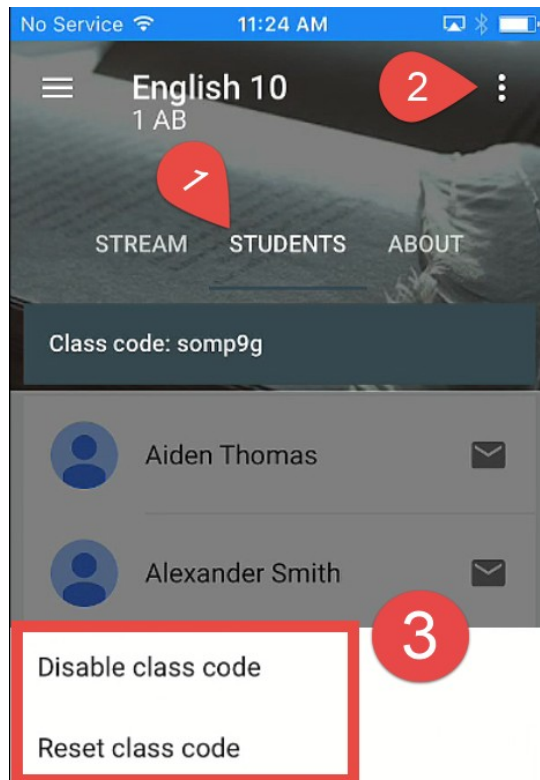 No Service 11:24 AM
English 10
2
1 AB
1
STREAM STUDENTS ABOUT
Class code: somp9g
Aiden Thomas
Alexander Smith
3
Disable class code
Reset class code